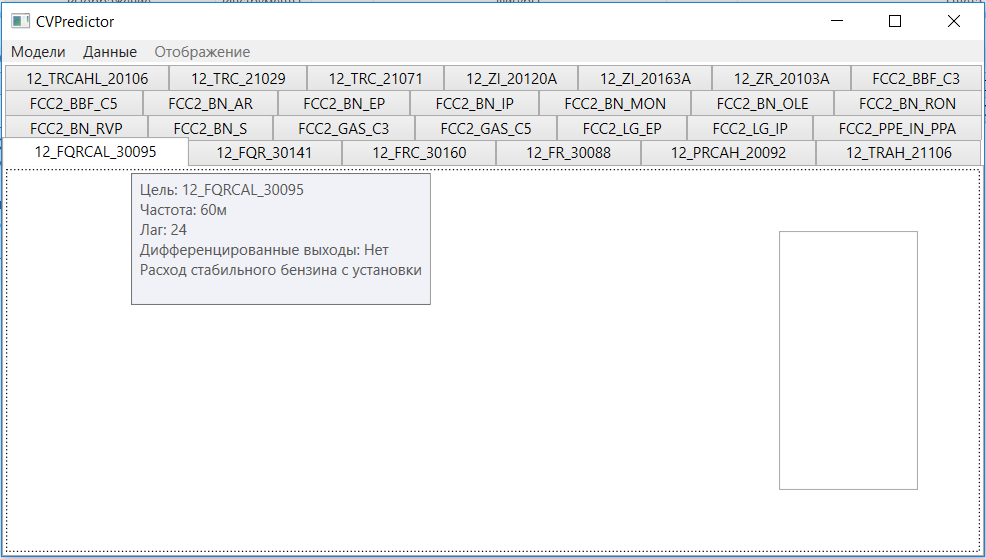 CVPredictor
Модели Данные Отображение
12_TRCAHL_20106 12_TRC_21029 12_TRC_21071 12_ZI_20120A 12_ZI_20163A 12_ZR_20103A FCC2_BBF_C3
FCC2_BBF_C5 FCC2_BN_AR FCC2_BN_EP FCC2_BN_IP FCC2_BN_MON FCC2_BN_OLE FCC2_BN_RON
FCC2_BN_RVP FCC2_BN_S FCC2_GAS_C3 FCC2_GAS_C5 FCC2_LG_EP FCC2_LG_IP FCC2_PPE_IN_PPA
12_FQRCAL_30095 12_FQR_30141 12_FRC_30160 12_FR_30088 12_PRCAH_20092 12_TRAH_21106
Цель: 12_FQRCAL_30095
Частота: 60м
Лаг: 24
Дифференцированные выходы: Нет
Расход стабильного бензина с установки